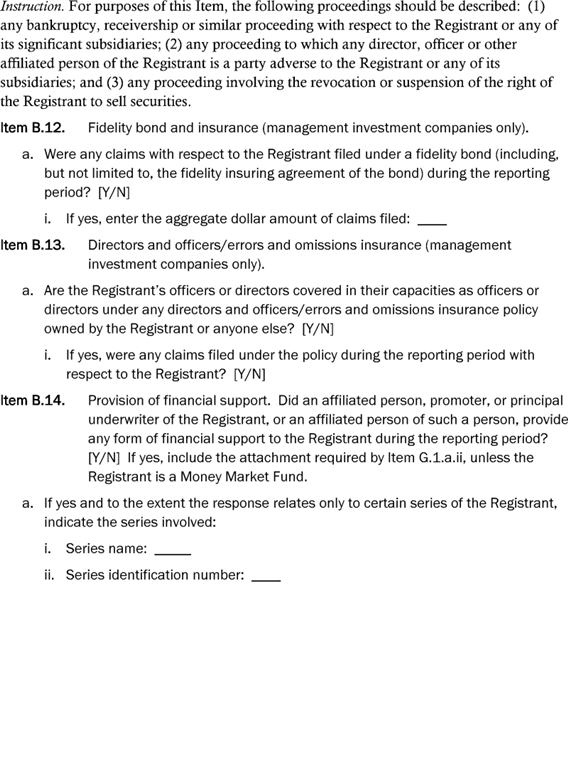 Instruction. For purposes of this Item, the following proceedings should be described:  (1)
any bankruptcy, receivership or similar proceeding with respect to the Registrant or any of
its significant subsidiaries; (2) any proceeding to which any director, officer or other
affiliated person of the Registrant is a party adverse to the Registrant or any of its
subsidiaries; and (3) any proceeding involving the revocation or suspension of the right of
the Registrant to sell securities.
Item B.12. Fidelity bond and insurance (management investment companies only).
a. Were any claims with respect to the Registrant filed under a fidelity bond (including,
but not limited to, the fidelity insuring agreement of the bond) during the reporting
period?  [Y/N]
i. If yes, enter the aggregate dollar amount of claims filed: ____
Item B.13. Directors and officers/errors and omissions insurance (management
investment companies only).
a. Are the Registrant's officers or directors covered in their capacities as officers or
directors under any directors and officers/errors and omissions insurance policy
owned by the Registrant or anyone else?  [Y/N]
i. If yes, were any claims filed under the policy during the reporting period with
respect to the Registrant?  [Y/N]
Item B.14. Provision of financial support.  Did an affiliated person, promoter, or principal
underwriter of the Registrant, or an affiliated person of such a person, provide
any form of financial support to the Registrant during the reporting period?
[Y/N]  If yes, include the attachment required by Item G.1.a.ii, unless the
Registrant is a Money Market Fund.
a. If yes and to the extent the response relates only to certain series of the Registrant,
indicate the series involved:
i. Series name: _____
ii. Series identification number: ____